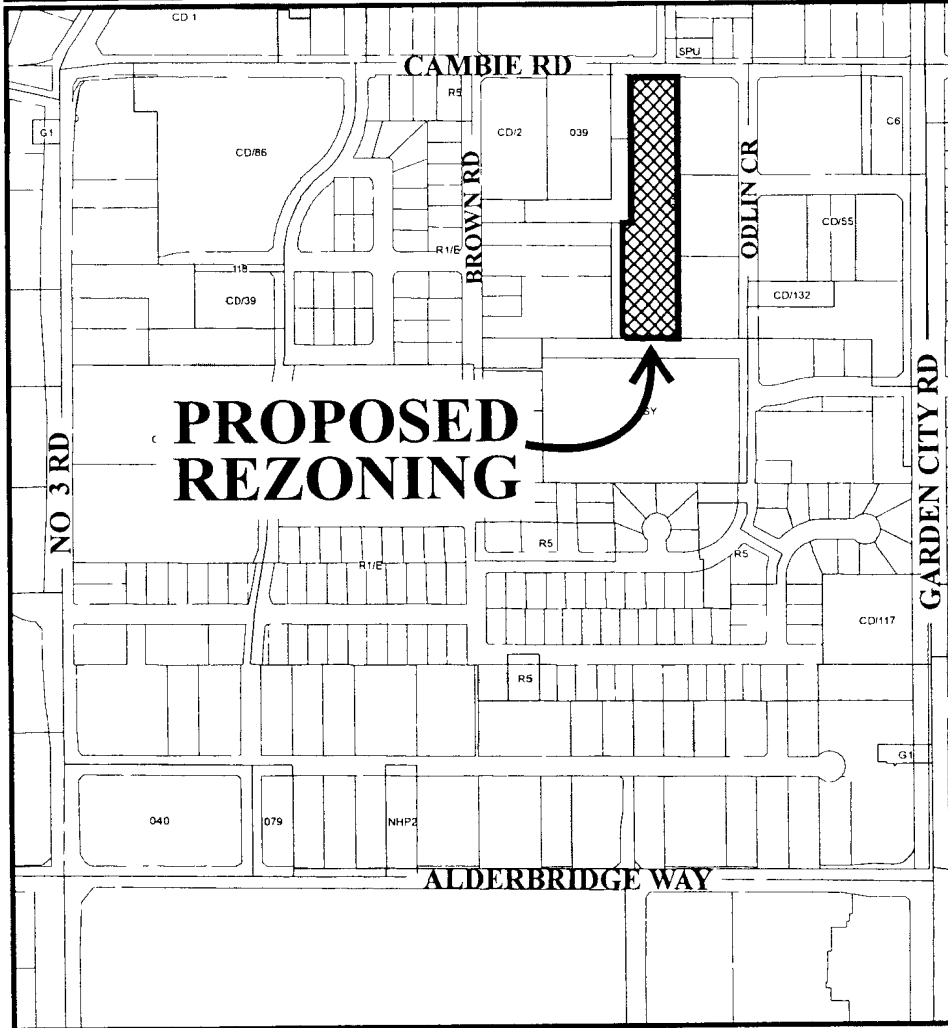 CD 1
SPU
CAMBIE RD
R5
G1
CD/86
CD/2
039
C6
BROWN RD
ODLIN CR
CD/55
R1/E
118
CD/39
CD/132
PROPOSED
REZONING
NO 3 RD
GARDEN CITY RD
R5
R5
R1/E
CD/117
R5
G1
040
079
NHP2
ALDERBRIDGE WAY